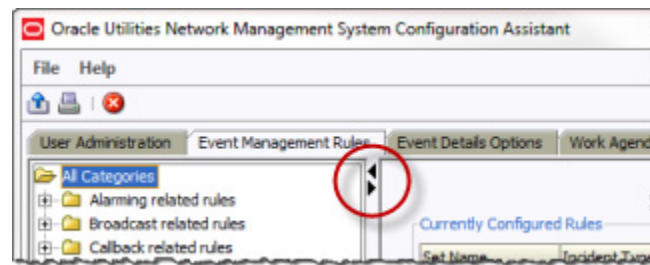 Oracle Utilities Network Management System Configuration Assistant
File Help
User Administration Event Management Rules Event Details Options Work Agend
All Categories
Alarming related rules
Broadcast related rules
Currently Configured Rules
Callback related rules
Set Name Incident Type